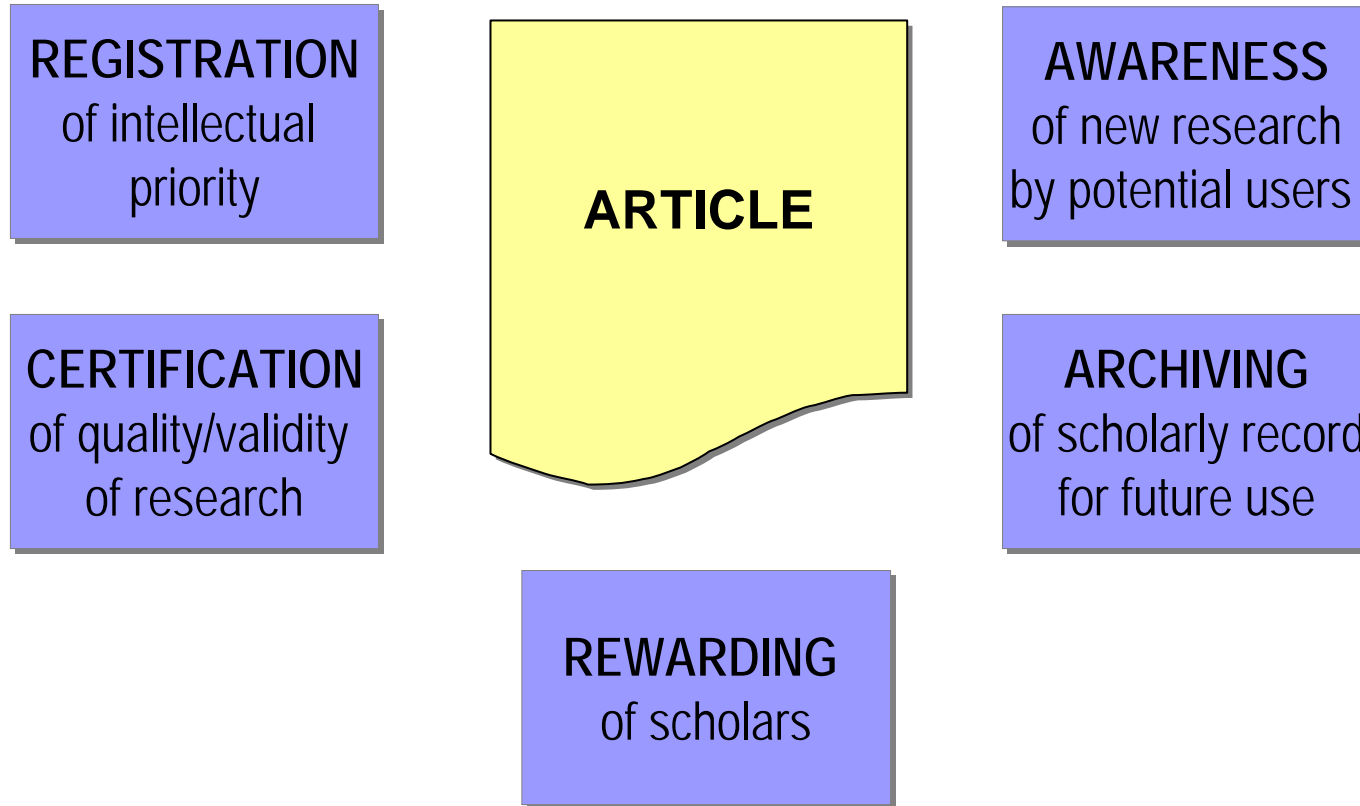 REGISTRATION
of intellectual
priority
ARTICLE
AWARENESS
of new research
by potential users
CERTIFICATION
of quality/validity
of research
ARCHIVING
of scholarly record
for future use
REWARDING
of scholars